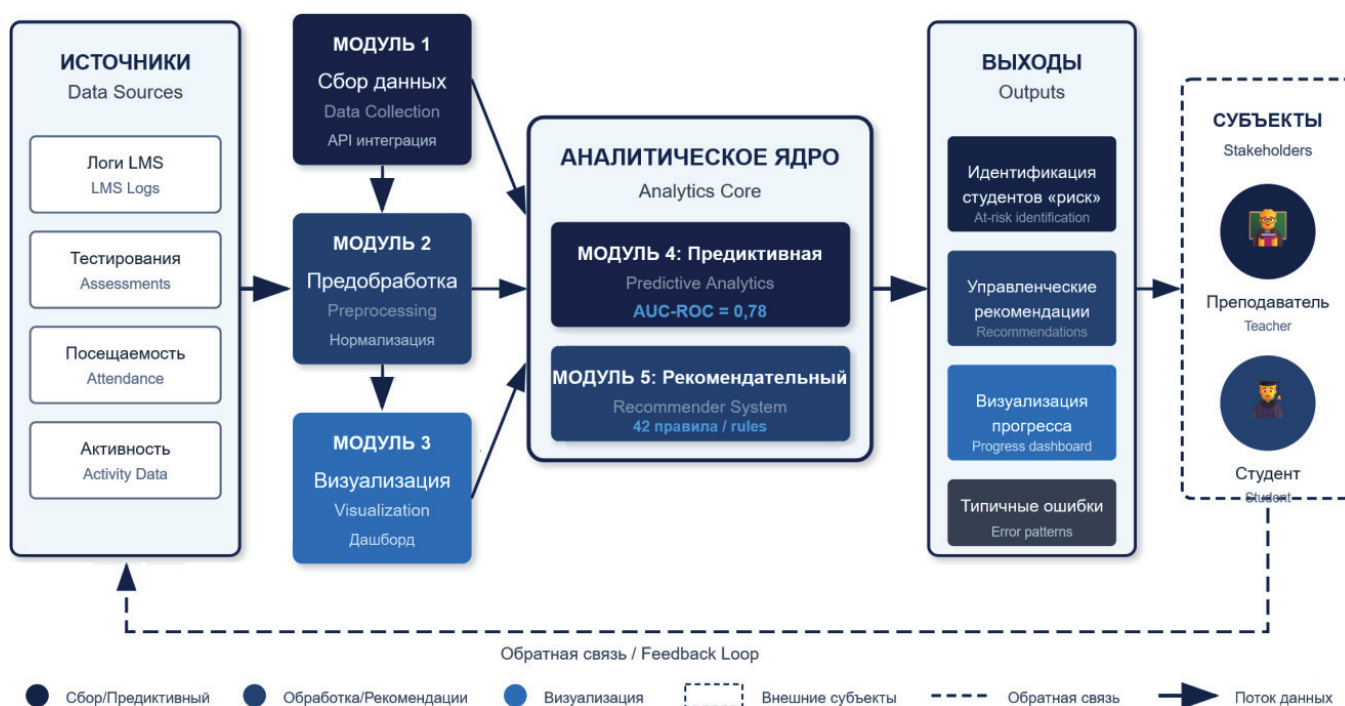 ИСТОЧНИКИ
Data Sources
Логи LMS
LMS Logs
Тестирования
Assessments
Посещаемость
Attendance
Активность
Activity Data
МОДУЛЬ 1
Сбор данных
Data Collection
API интеграция
МОДУЛЬ 2
Предобработка
Preprocessing
Нормализация
МОДУЛЬ 3
Визуализация
Visualization
Дашборд
АНАЛИТИЧЕСКОЕ ЯДРО
Analytics Core
МОДУЛЬ 4: Предиктивная
Predictive Analytics
AUC-ROC = 0,78
МОДУЛЬ 5: Рекомендательный
Recommender System
42 правила / rules
ВЫХОДЫ
Outputs
Идентификация
студентов «риск»
At-risk identification
Управленческие
рекомендации
Recommendations
Визуализация
прогресса
Progress dashboard
Типичные ошибки
Error patterns
СУБЪЕКТЫ
Stakeholders
Преподаватель
Teacher
Студент
Student
Обратная связь / Feedback Loop
Сбор/Предиктивный
Обработка/Рекомендации
Визуализация
Внешние субъекты
Обратная связь
Поток данных